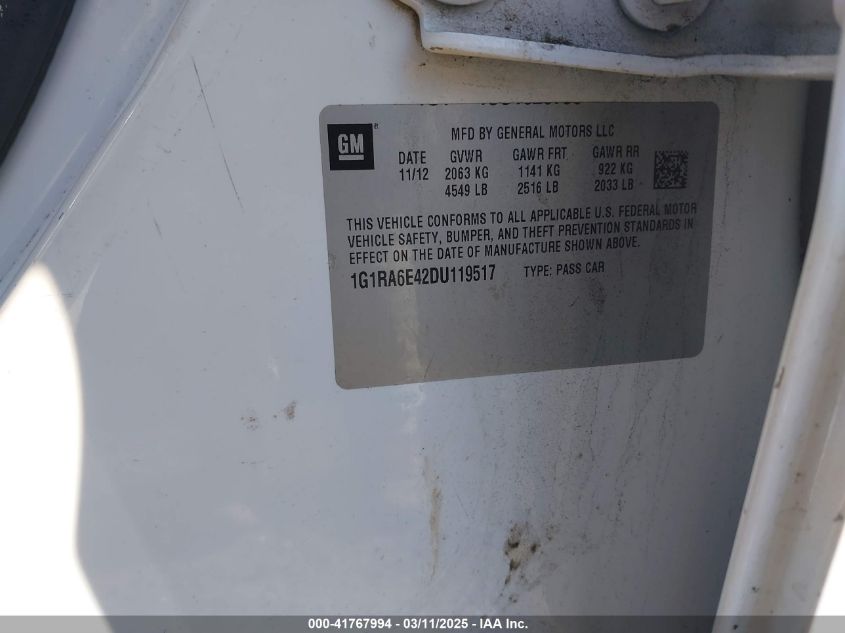 MFD BY GENERAL MOTORS LLC
GM ®
DATE GVWR GAWR FRT GAWR RR
11/12 2063 KG 1141 KG 922 KG
4549 LB 2516 LB 2033 LB
THIS VEHICLE CONFORMS TO ALL APPLICABLE U.S. FEDERAL MOTOR
VEHICLE SAFETY, BUMPER, AND THEFT PREVENTION STANDARDS IN
EFFECT ON THE DATE OF MANUFACTURE SHOWN ABOVE.
1G1RA6E42DU119517 TYPE: PASS CAR
000-41767994 - 03/11/2025 - IAA Inc.